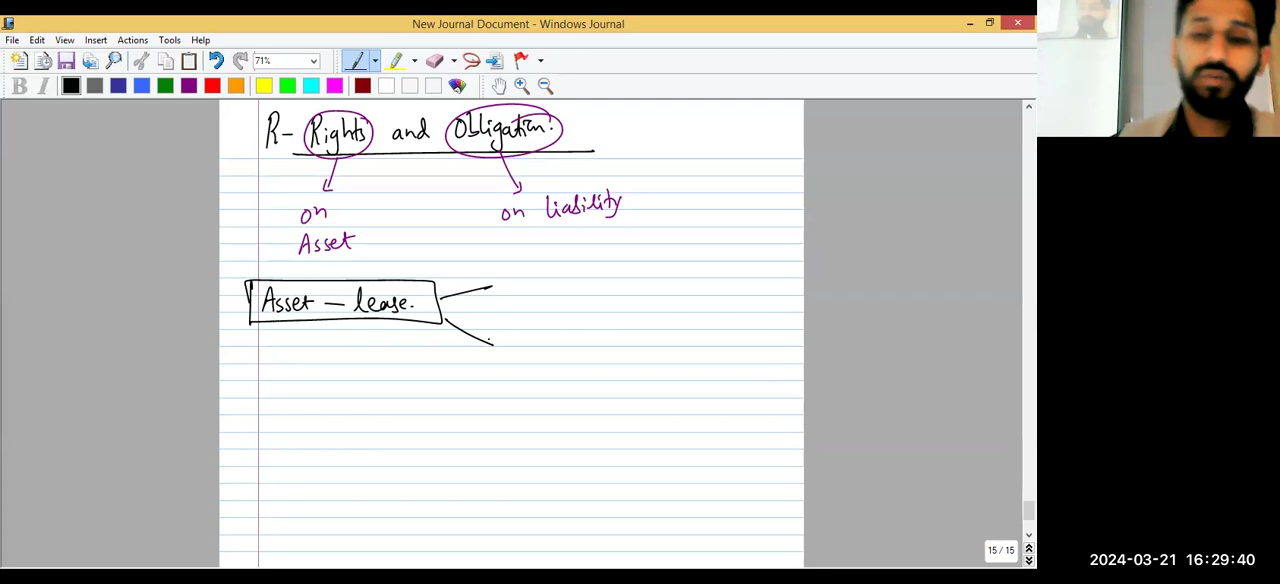 New Journal Document - Windows Journal
File Edit View Insert Actions Tools Help
71%
B I
R- Rights and Obligation:
on
Asset
on liability
Asset — lease.
15 / 15
2024-03-21 16:29:40